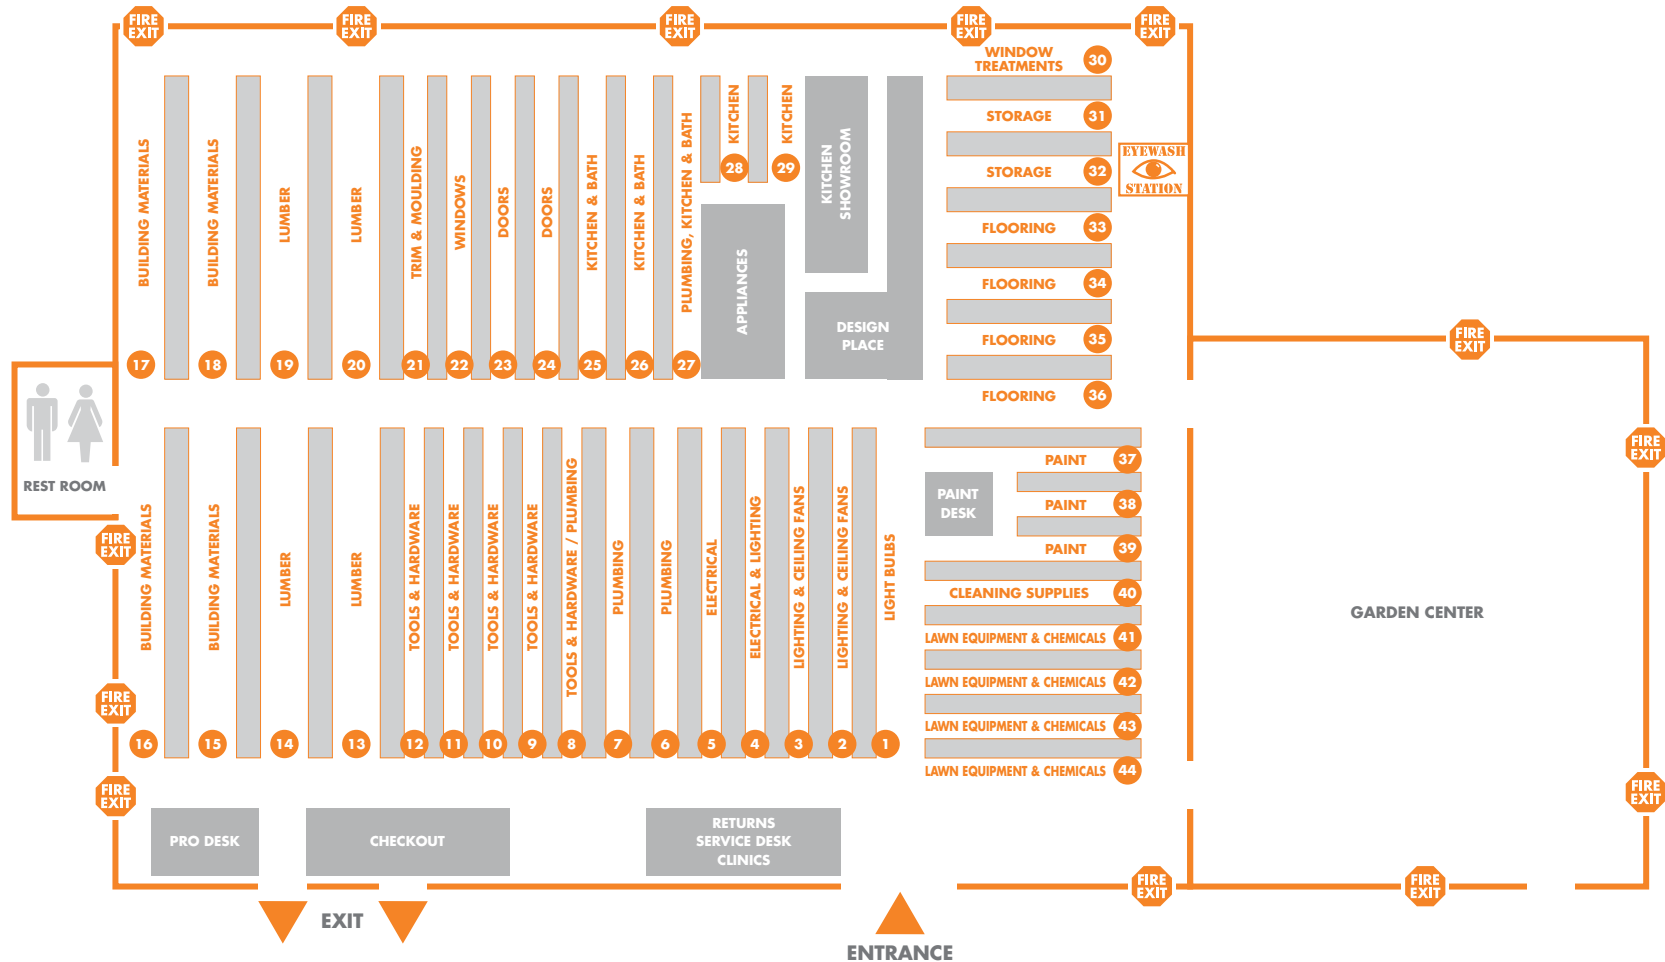 FIRE
EXIT
FIRE
EXIT
FIRE
EXIT
FIRE
EXIT
FIRE
EXIT
BUILDING MATERIALS
17
BUILDING MATERIALS
18
LUMBER
19
LUMBER
20
TRIM & MOULDING
21
WINDOWS
22
DOORS
23
DOORS
24
KITCHEN & BATH
25
KITCHEN & BATH
26
PLUMBING, KITCHEN & BATH
27
KITCHEN
28
KITCHEN
29
APPLIANCES
KITCHEN
SHOWROOM
DESIGN
PLACE
WINDOW
TREATMENTS
30
STORAGE 31
STORAGE 32
FLOORING 33
FLOORING 34
FLOORING 35
FLOORING 36
EYEWASH
STATION
FIRE
EXIT
FIRE
EXIT
REST ROOM
FIRE
EXIT
FIRE
EXIT
FIRE
EXIT
BUILDING MATERIALS
16
BUILDING MATERIALS
15
LUMBER
14
LUMBER
13
TOOLS & HARDWARE
12
TOOLS & HARDWARE
11
TOOLS & HARDWARE
10
TOOLS & HARDWARE
9
TOOLS & HARDWARE / PLUMBING
8
PLUMBING
7
PLUMBING
6
ELECTRICAL
5
ELECTRICAL & LIGHTING
4
LIGHTING & CEILING FANS
3
LIGHTING & CEILING FANS
2
LIGHT BULBS
1
PAINT 37
PAINT
DESK
PAINT 38
PAINT 39
CLEANING SUPPLIES 40
LAWN EQUIPMENT & CHEMICALS 41
LAWN EQUIPMENT & CHEMICALS 42
LAWN EQUIPMENT & CHEMICALS 43
LAWN EQUIPMENT & CHEMICALS 44
GARDEN CENTER
FIRE
EXIT
PRO DESK
CHECKOUT
RETURNS
SERVICE DESK
CLINICS
FIRE
EXIT
FIRE
EXIT
EXIT
ENTRANCE